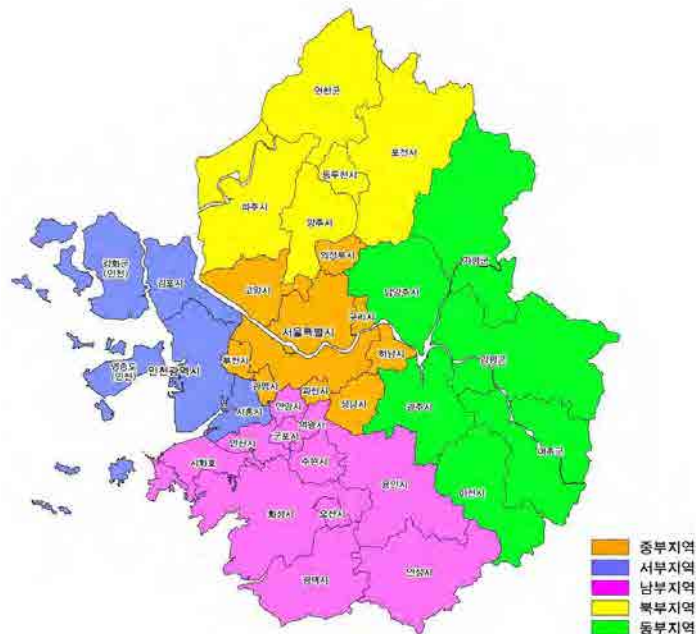 연천군
포천시
동두천시
파주시
양주시
의정부시
강화군
(인천)
김포시
고양시
남양주시
가평군
서울특별시
구리시
하남시
양평군
부천시
영종도
(인천)
인천광역시
광명시
과천시
성남시
광주시
여주군
시흥시
안양시
의왕시
군포시
안산시
수원시
시화호
용인시
이천시
화성시
오산시
평택시
안성시
중부지역
서부지역
남부지역
북부지역
동부지역